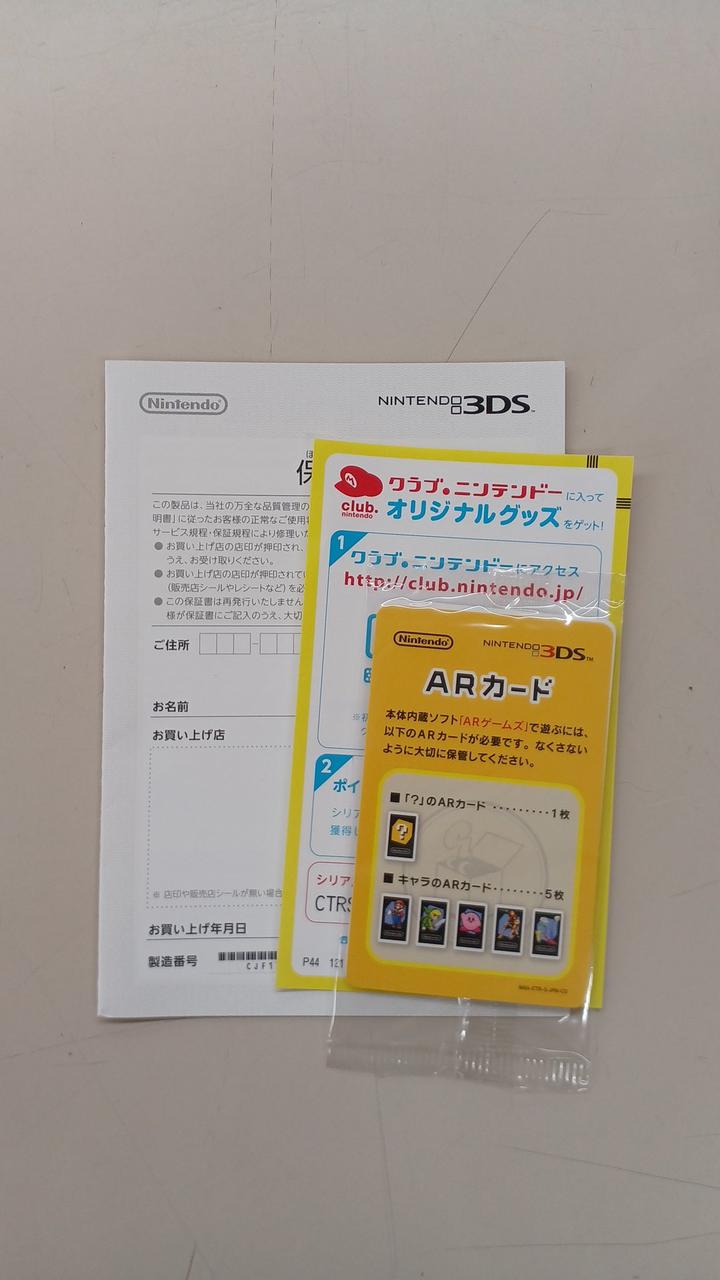 Nintendo
NINTENDO 3DS™
ほ
保
この製品は、当社の万全な品質管理の
明書」に従ったお客様の正常なご使用
サービス規程・保証規程により修理いた
● お買い上げ店の店印が押印され、
うえ、お受け取りください。
● お買い上げ店の店印が押印されてい
(販売店シールやレシートなど)を必
● この保証書は再発行いたしません
様が保証書にご記入のうえ、大切
ご住所
お名前
お買い上げ店
※ 店印や販売店シールが無い場合
お買い上げ年月日
製造番号
CJF1
club.
nintendo
クラブ。ニンテンドーに入って
オリジナルグッズをゲット!
1
クラブ。ニンテンドーにアクセス
http://club.nintendo.jp/
※初
2
ポイ
シリア
獲得し
シリア
CTRS
P44 121
Nintendo
NINTENDO 3DS™
ARカード
本体内蔵ソフト「ARゲームズ」で遊ぶには、
以下のARカードが必要です。なくさない
ように大切に保管してください。
■ 「?」のARカード ·········1枚
?
■ キャラのARカード········5枚